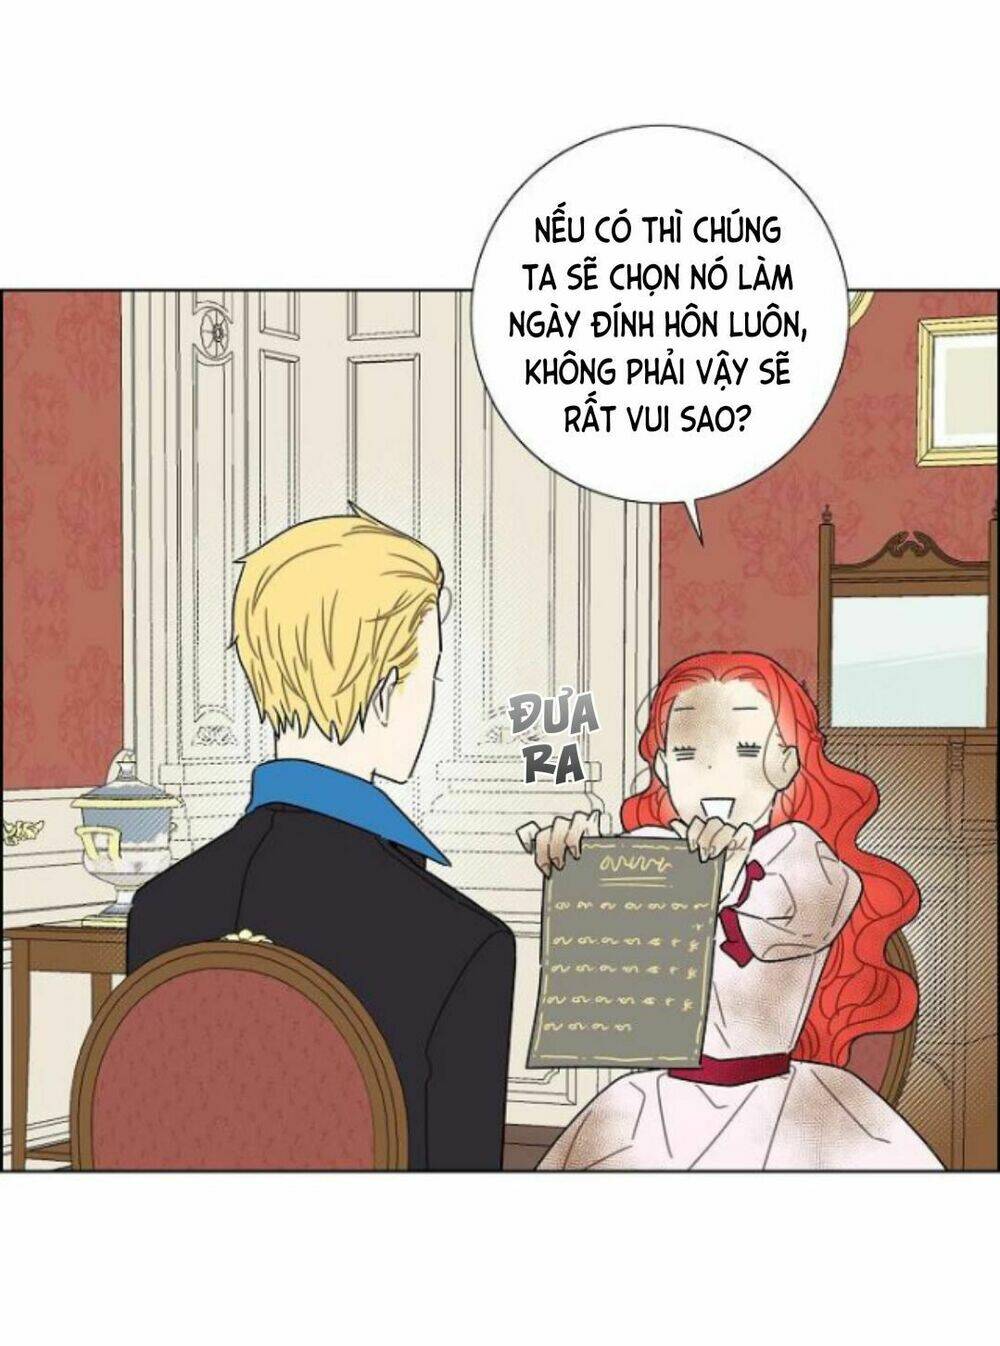 NẾU CÓ THÌ CHÚNG
TA SẼ CHỌN NÓ LÀM
NGÀY ĐÍNH HÔN LUÔN,
KHÔNG PHẢI VẬY SẼ
RẤT VUI SAO?
ĐƯA
RA